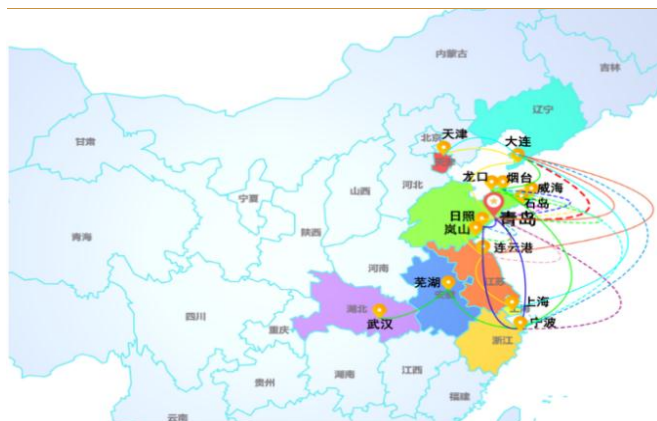 内蒙古
吉林
辽宁
甘肃
北京
天津
大连
宁夏
山西
河北
龙口
烟台
威海
石岛
青岛
日照
岚山
青海
陕西
河南
连云港
江苏
芜湖
安徽
上海
上海
湖北
武汉
宁波
四川
重庆
浙江
湖南
江西
贵州
福建
云南